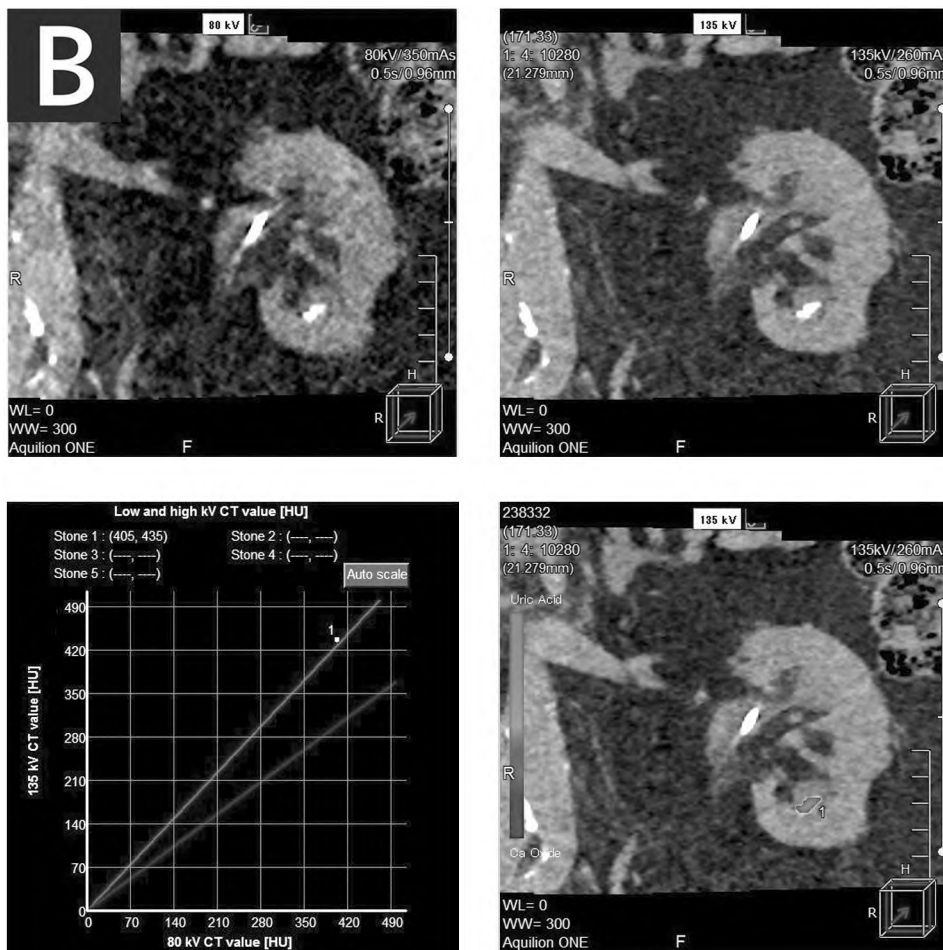 B
80 kV
80kV/350mAs
0.5s/0.96mm
R
H
R
WL= 0
WW= 300
Aquilion ONE
F
135 kV
(171.33)
1: 4: 10280
(21.279mm)
135kV/260mA
0.5s/0.96mm
R
H
R
WL= 0
WW= 300
Aquilion ONE
F
Low and high kV CT value [HU]
Stone 1 : (405, 435) Stone 2 : (----, ----)
Stone 3 : (----, ----) Stone 4 : (----, ----)
Stone 5 : (----, ----)
Auto scale
135 kV CT value [HU]
490
420
350
280
210
140
70
0
1
0 70 140 210 280 350 420 490
80 kV CT value [HU]
238332
135 kV
(171.33)
1: 4: 10280
(21.279mm)
135kV/260mA
0.5s/0.96mm
Uric Acid
R
Ca Oxide
1
H
R
WL= 0
WW= 300
Aquilion ONE
F